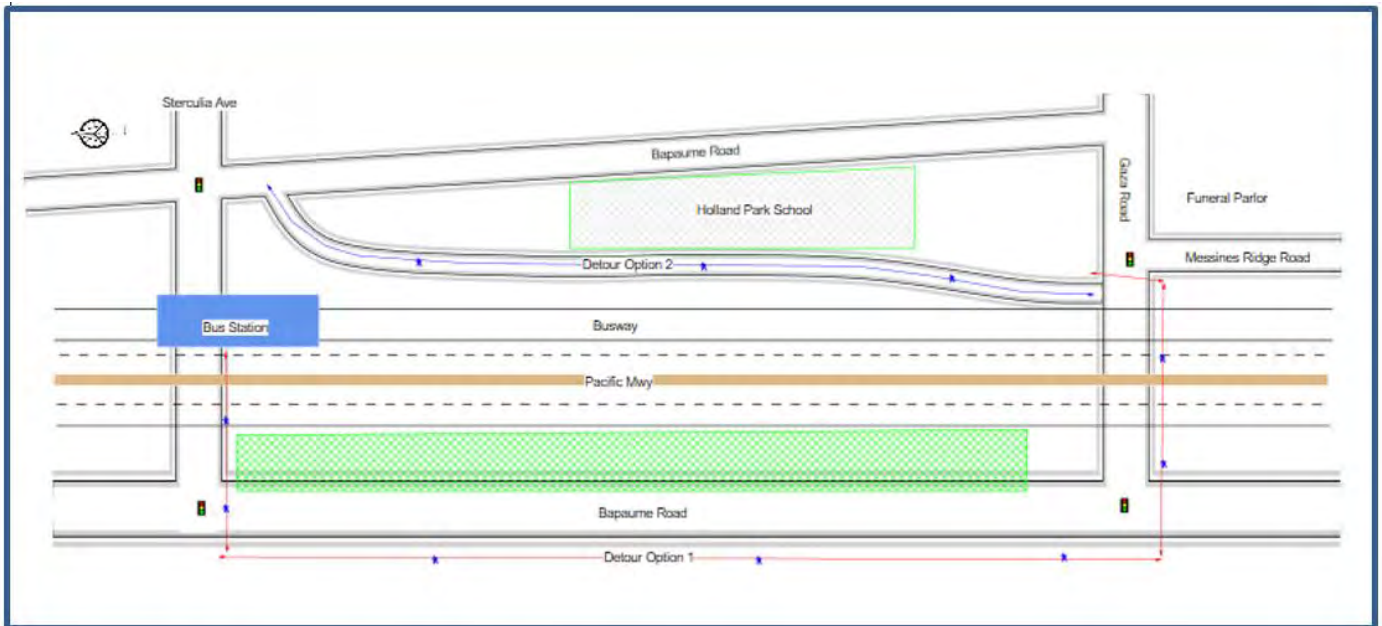 Sterculia Ave
Bapaume Road
Gaza Road
Holland Park School
Funeral Parlor
Messines Ridge Road
Detour Option 2
Bus Station
Busway
Pacific Mwy
Bapaume Road
Detour Option 1